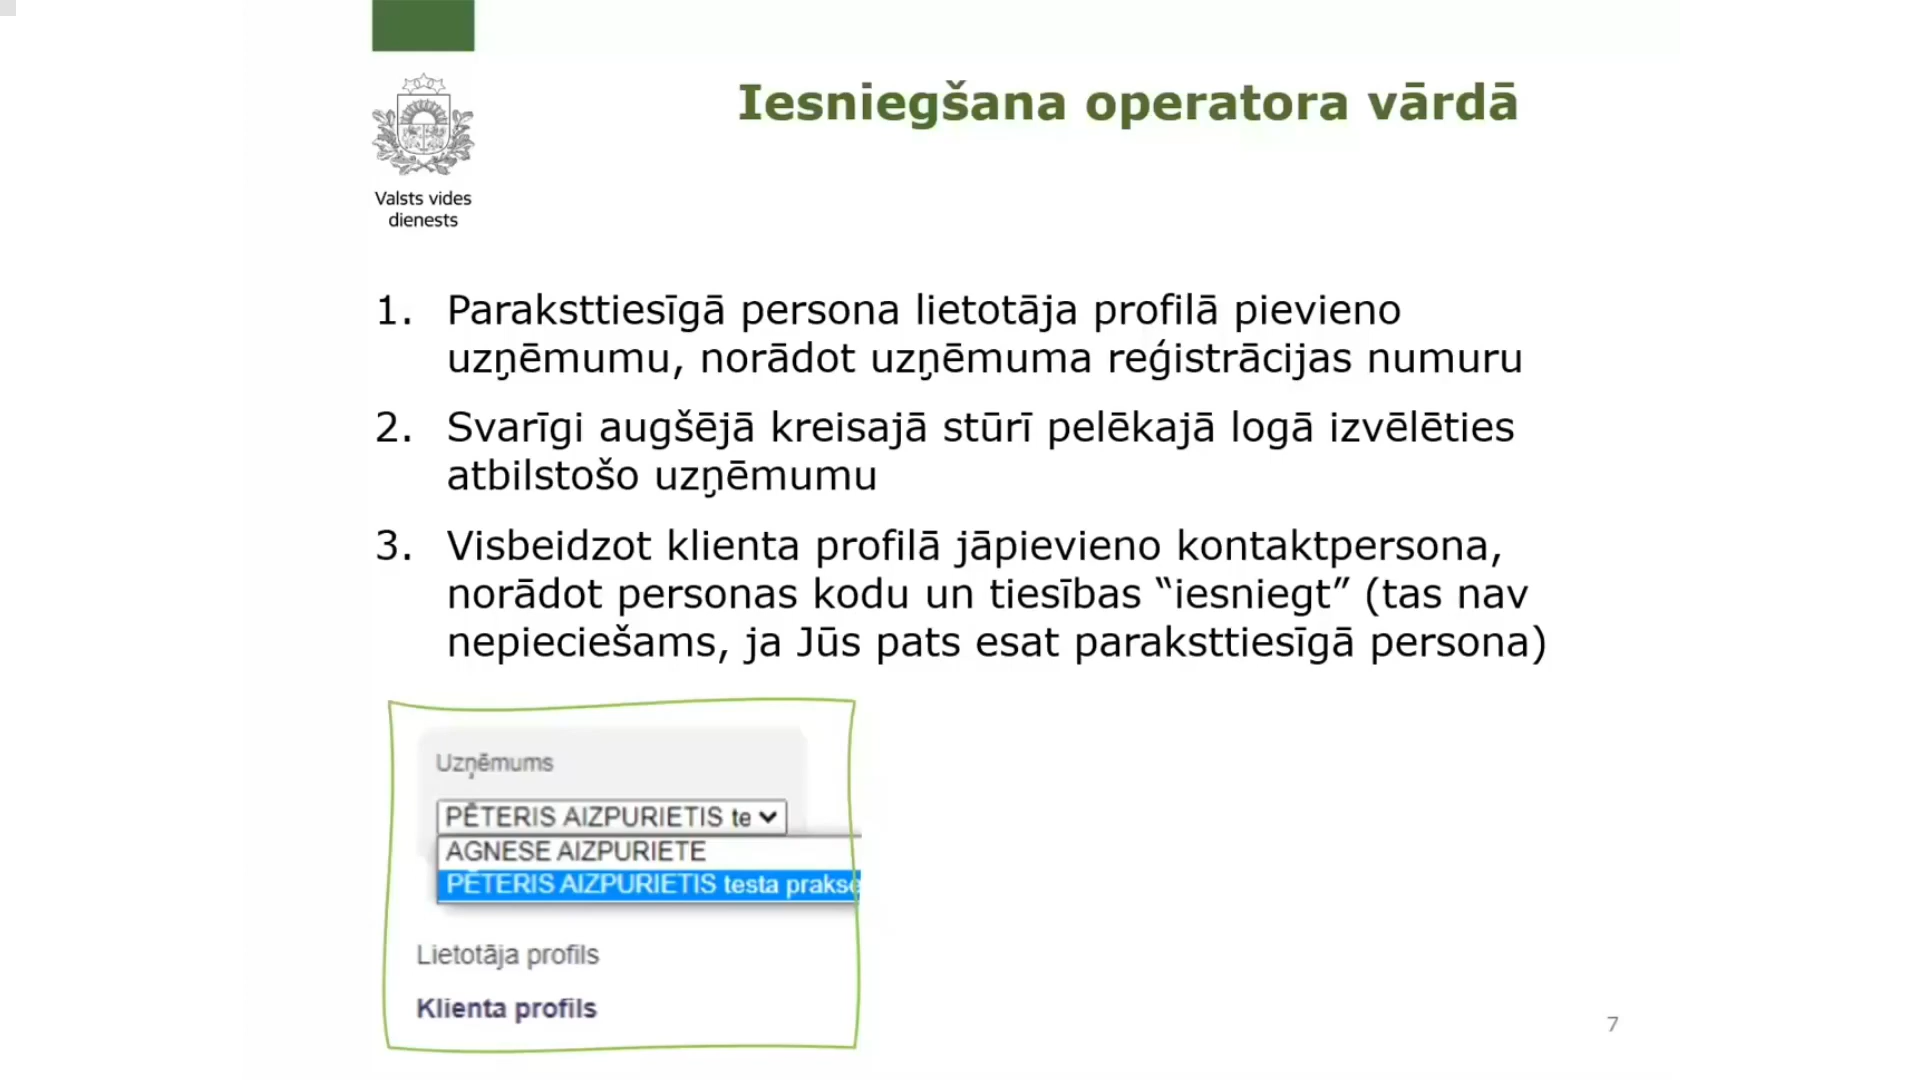 Iesniegšana operatora vārdā
Valsts vides
dienests
1. Paraksttiesīgā persona lietotāja profilā pievieno
uzņēmumu, norādot uzņēmuma reģistrācijas numuru
2. Svarīgi augšējā kreisajā stūrī pelēkajā logā izvēlēties
atbilstošo uzņēmumu
3. Visbeidzot klienta profilā jāpievieno kontaktpersona,
norādot personas kodu un tiesības “iesniegt” (tas nav
nepieciešams, ja Jūs pats esat paraksttiesīgā persona)
Uzņēmums
PĒTERIS AIZPURIETIS te
AGNESE AIZPURIETE
PĒTERIS AIZPURIETIS testa prakse
Lietotāja profils
Klienta profils
7